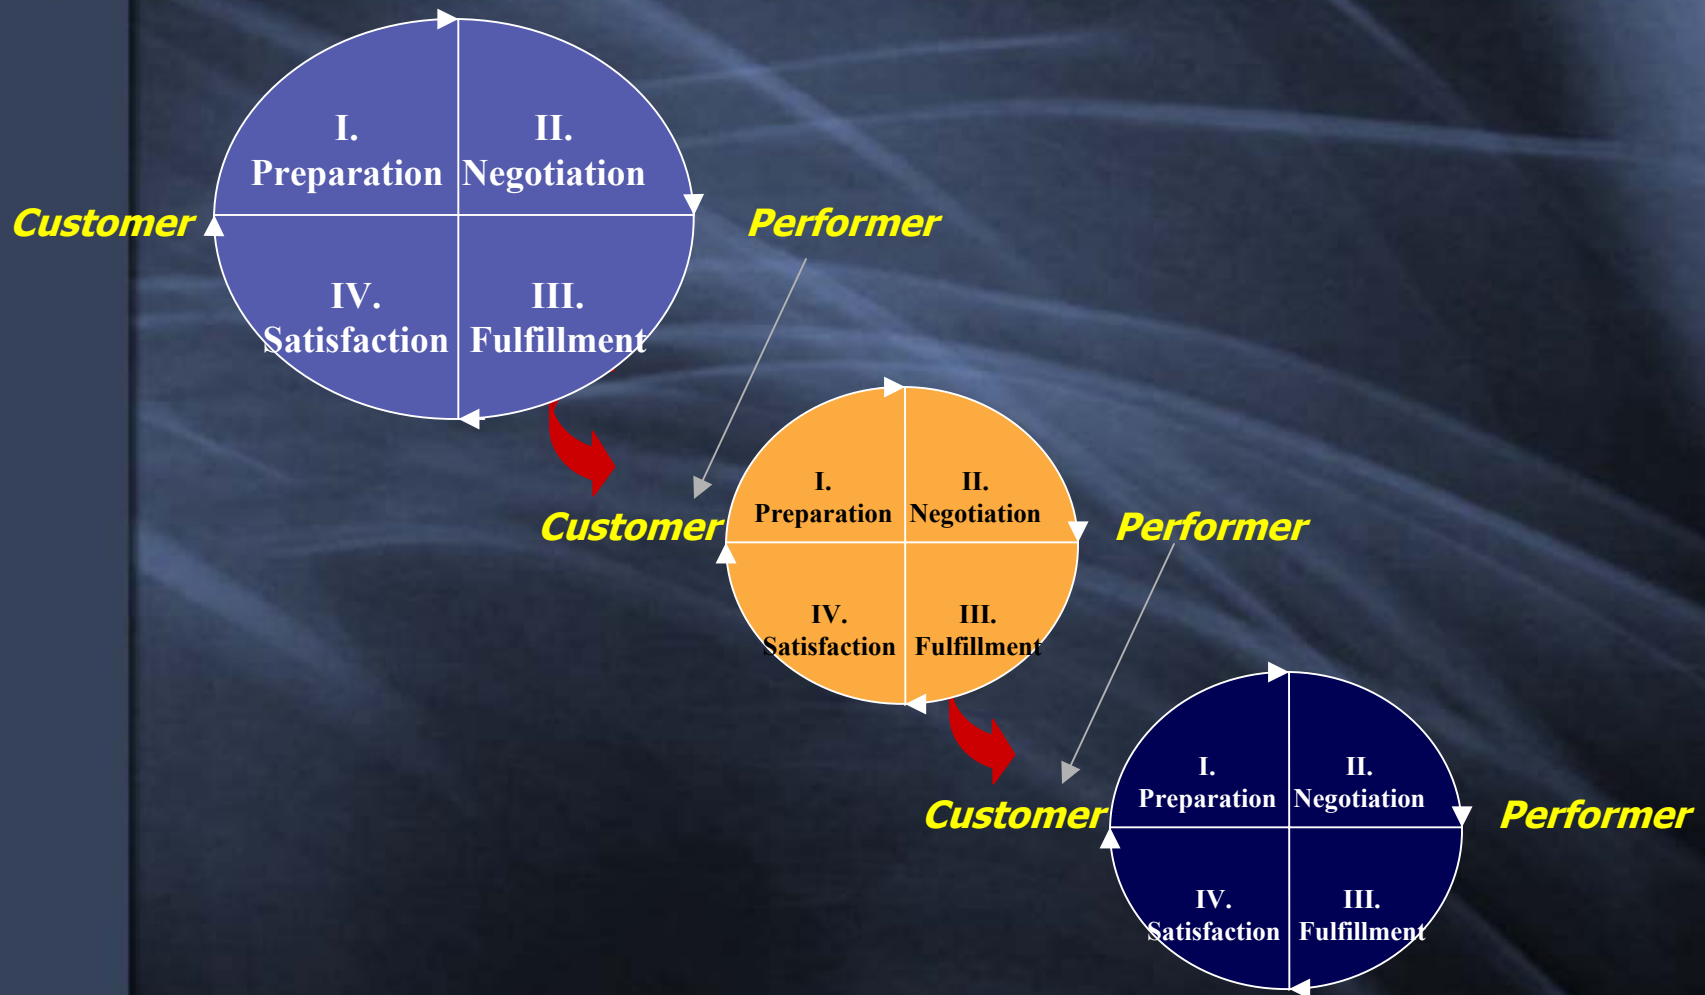 I.
Preparation
II.
Negotiation
Customer
Performer
IV.
Satisfaction
III.
Fulfillment
I.
Preparation
II.
Negotiation
Customer
Performer
IV.
Satisfaction
III.
Fulfillment
I.
Preparation
II.
Negotiation
Customer
Performer
IV.
Satisfaction
III.
Fulfillment